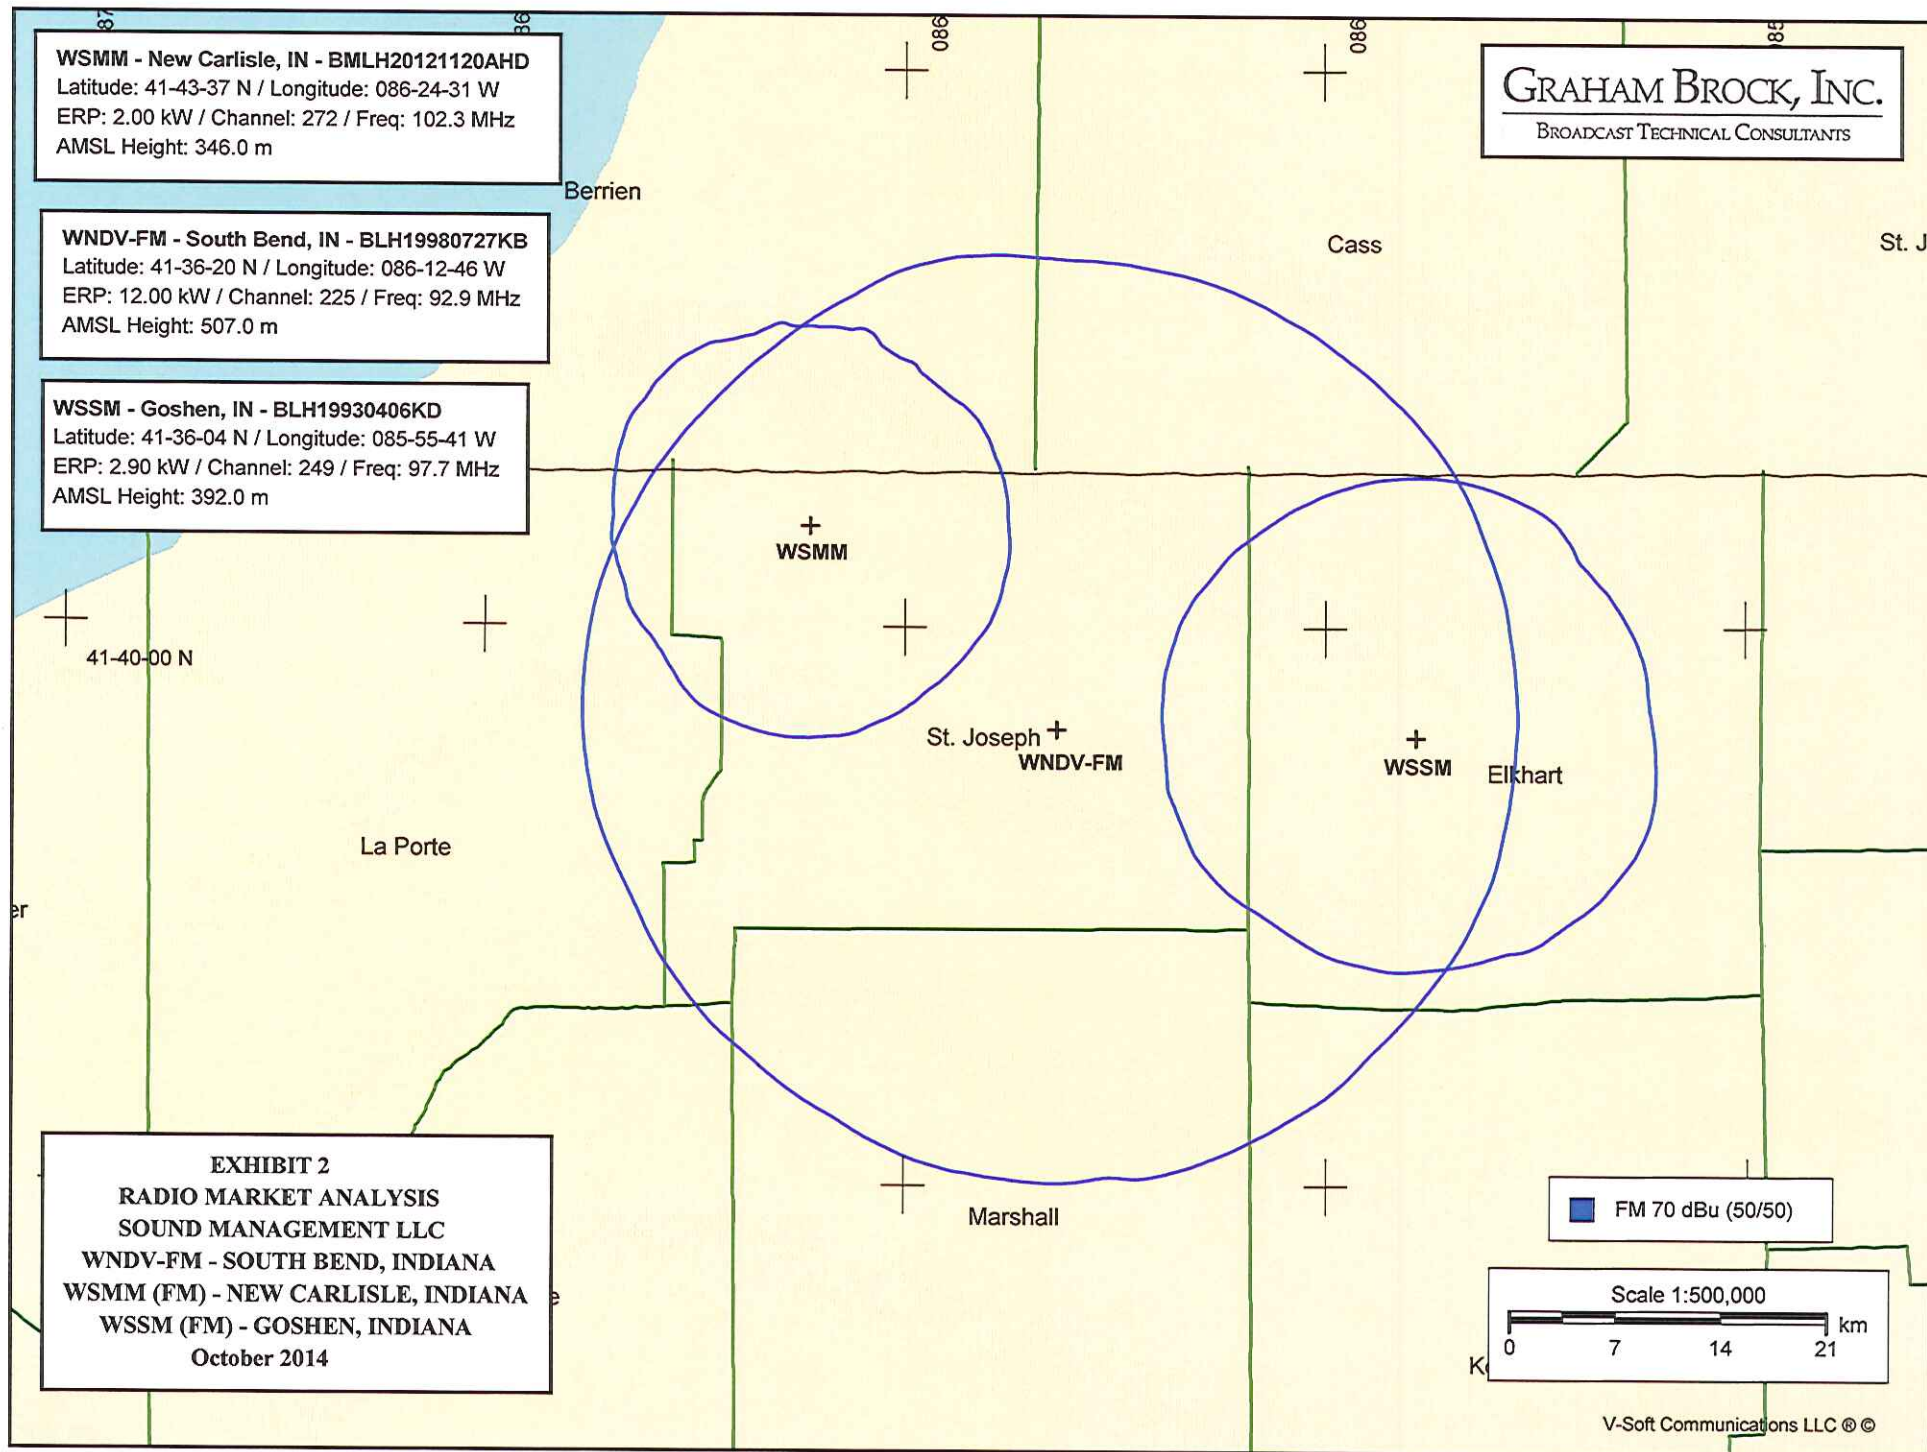 WSMM - New Carlisle, IN - BMLH20121120AHD
Latitude: 41-43-37 N / Longitude: 086-24-31 W
ERP: 2.00 kW / Channel: 272 / Freq: 102.3 MHz
AMSL Height: 346.0 m
WNDV-FM - South Bend, IN - BLH19980727KB
Latitude: 41-36-20 N / Longitude: 086-12-46 W
ERP: 12.00 kW / Channel: 225 / Freq: 92.9 MHz
AMSL Height: 507.0 m
WSSM - Goshen, IN - BLH19930406KD
Latitude: 41-36-04 N / Longitude: 085-55-41 W
ERP: 2.90 kW / Channel: 249 / Freq: 97.7 MHz
AMSL Height: 392.0 m
086
086
GRAHAM BROCK, INC.
BROADCAST TECHNICAL CONSULTANTS
Berrien
Cass
St. J
WSMM
41-40-00 N
St. Joseph
WNDV-FM
WSSM
Elkhart
La Porte
er
Marshall
EXHIBIT 2
RADIO MARKET ANALYSIS
SOUND MANAGEMENT LLC
WNDV-FM - SOUTH BEND, INDIANA
WSMM (FM) - NEW CARLISLE, INDIANA
WSSM (FM) - GOSHEN, INDIANA
October 2014
FM 70 dBu (50/50)
Scale 1:500,000
km
0 7 14 21
V-Soft Communications LLC ® ©